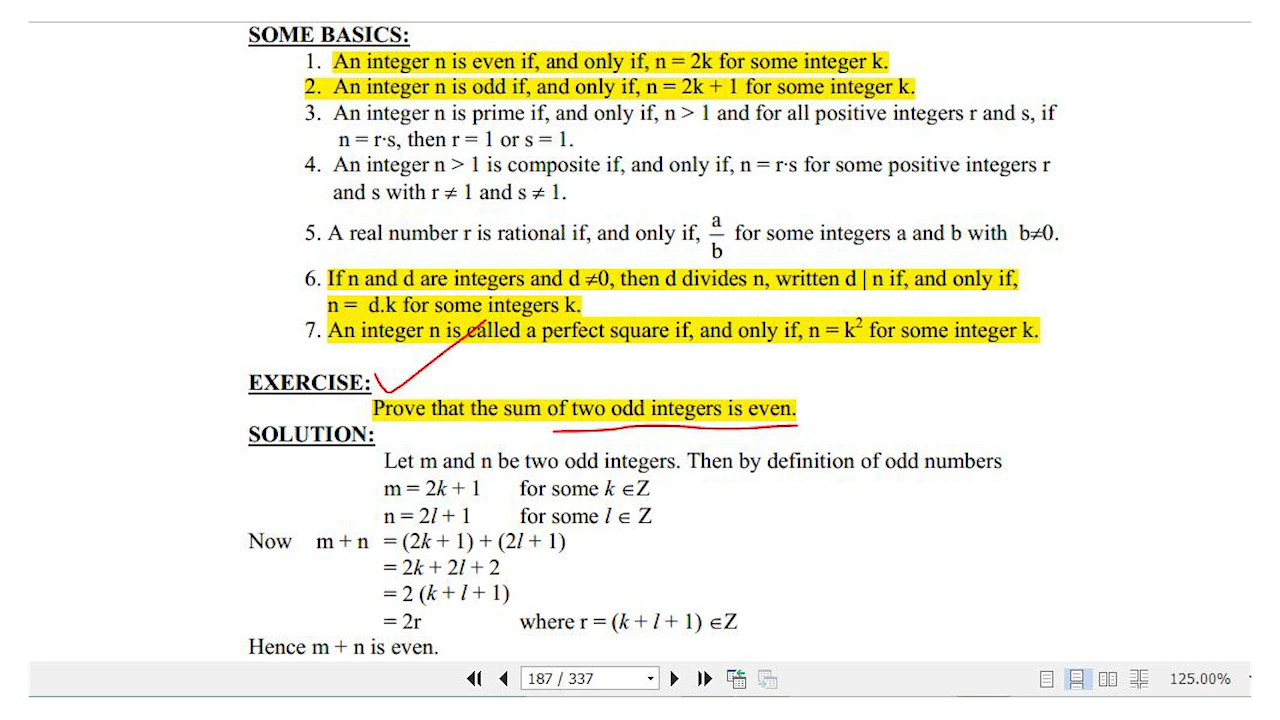 SOME BASICS:
1. An integer n is even if, and only if, n = 2k for some integer k.
2. An integer n is odd if, and only if, n = 2k + 1 for some integer k.
3. An integer n is prime if, and only if, n > 1 and for all positive integers r and s, if
n = r·s, then r = 1 or s = 1.
4. An integer n > 1 is composite if, and only if, n = r·s for some positive integers r
and s with r ≠ 1 and s ≠ 1.
5. A real number r is rational if, and only if, a/b for some integers a and b with b≠0.
6. If n and d are integers and d ≠0, then d divides n, written d | n if, and only if,
n = d.k for some integers k.
7. An integer n is called a perfect square if, and only if, n = k² for some integer k.
EXERCISE:
Prove that the sum of two odd integers is even.
SOLUTION:
Let m and n be two odd integers. Then by definition of odd numbers
m = 2k + 1 for some k ∈Z
n = 2l + 1 for some l ∈ Z
Now m + n = (2k + 1) + (2l + 1)
= 2k + 2l + 2
= 2 (k + l + 1)
= 2r where r = (k + l + 1) ∈Z
Hence m + n is even.
187 / 337 125.00%